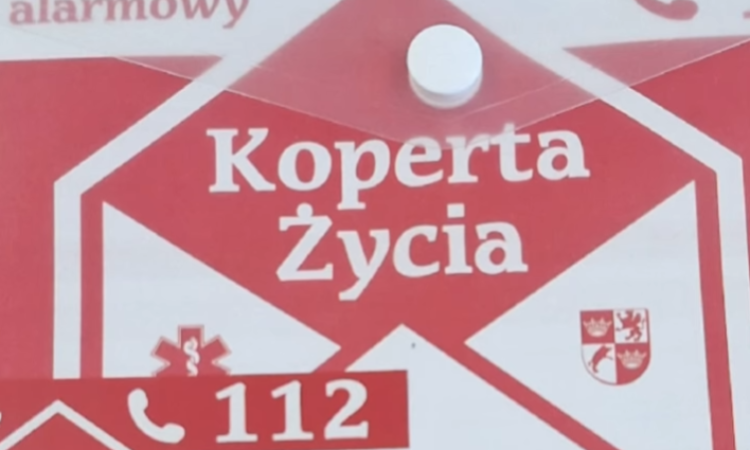 alarmowy
Koperta
Życia
112